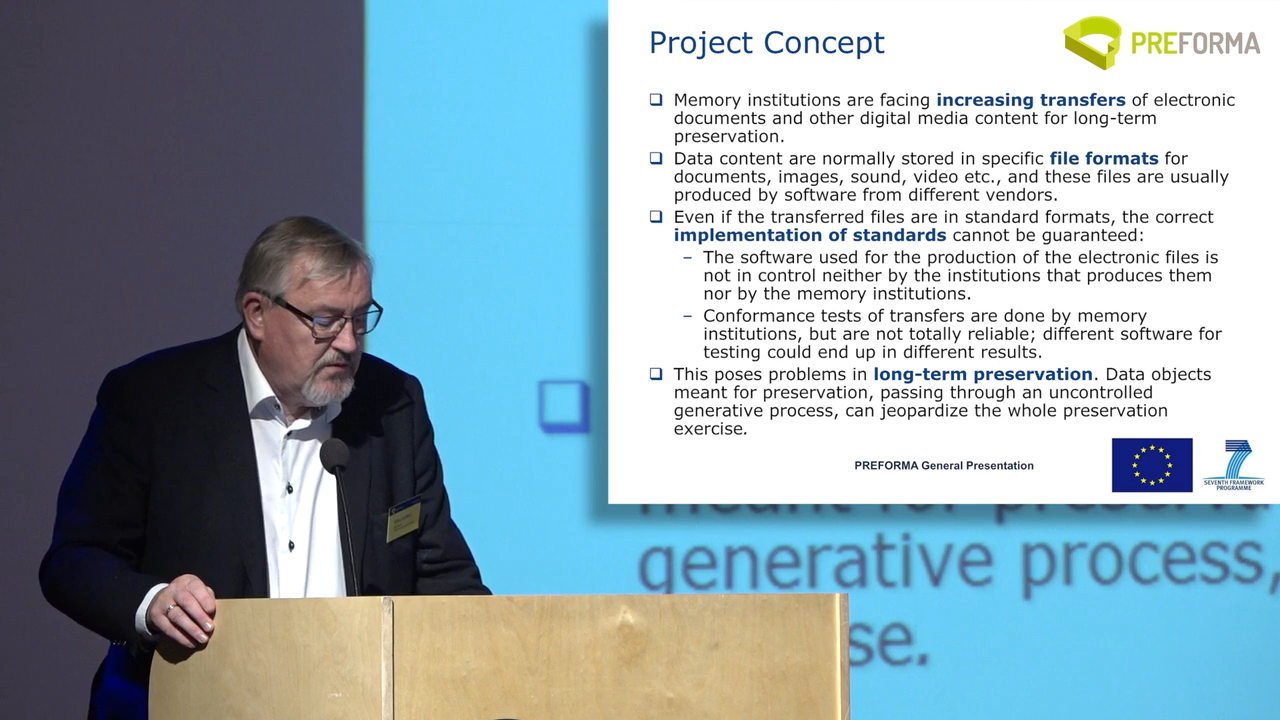 Project Concept
PREFORMA
❑ Memory institutions are facing increasing transfers of electronic
documents and other digital media content for long-term
preservation.
❑ Data content are normally stored in specific file formats for
documents, images, sound, video etc., and these files are usually
produced by software from different vendors.
❑ Even if the transferred files are in standard formats, the correct
implementation of standards cannot be guaranteed:
– The software used for the production of the electronic files is
not in control neither by the institutions that produces them
nor by the memory institutions.
– Conformance tests of transfers are done by memory
institutions, but are not totally reliable; different software for
testing could end up in different results.
❑ This poses problems in long-term preservation. Data objects
meant for preservation, passing through an uncontrolled
generative process, can jeopardize the whole preservation
exercise.
PREFORMA General Presentation
SEVENTH FRAMEWORK
PROGRAMME
meant for preserva
generative process,
se.